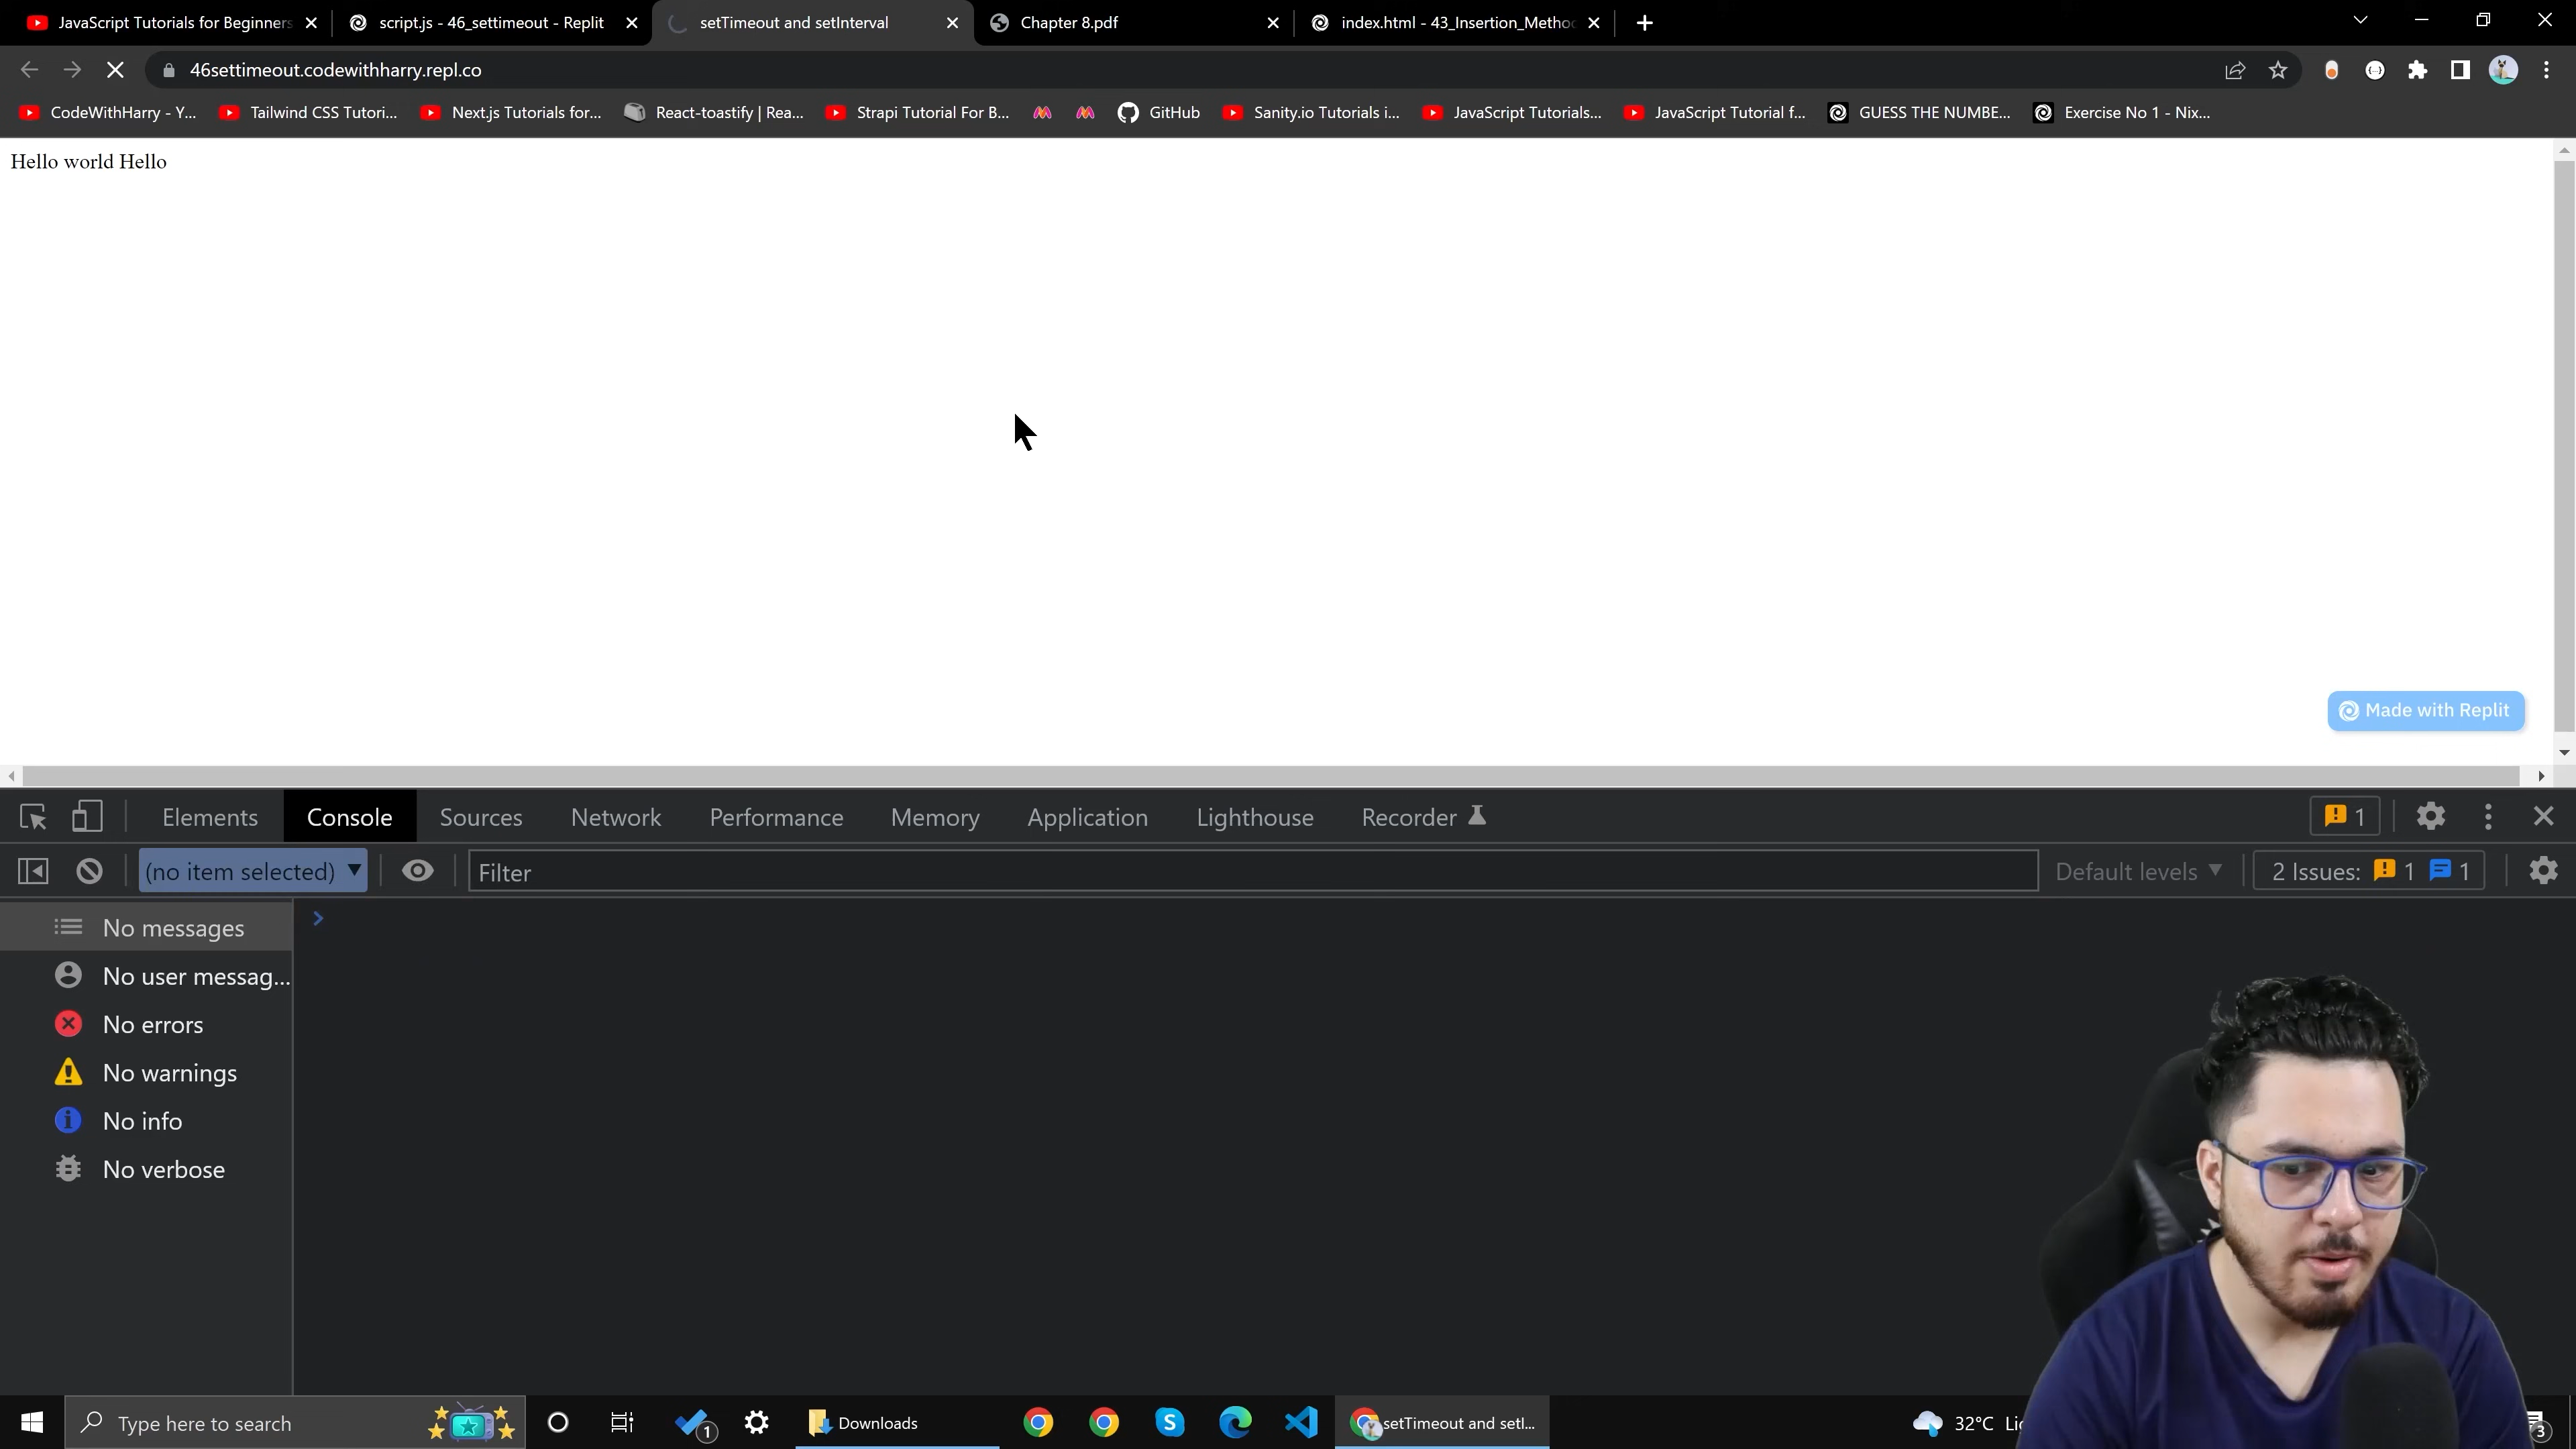 JavaScript Tutorials for Beginners
script.js - 46_settimeout - Replit
setTimeout and setInterval
Chapter 8.pdf
index.html - 43_Insertion_Metho
46settimeout.codewithharry.repl.co
CodeWithHarry - Y...
Tailwind CSS Tutori...
Next.js Tutorials for...
React-toastify | Rea...
Strapi Tutorial For B...
GitHub
Sanity.io Tutorials i...
JavaScript Tutorials...
JavaScript Tutorial f...
GUESS THE NUMBE...
Exercise No 1 - Nix...
Hello world Hello
Made with Replit
Elements
Console
Sources
Network
Performance
Memory
Application
Lighthouse
Recorder
1
(no item selected)
Filter
Default levels
2 Issues: 1 1
No messages
No user messag...
No errors
No warnings
No info
No verbose
Type here to search
1
Downloads
setTimeout and setI...
32°C
3